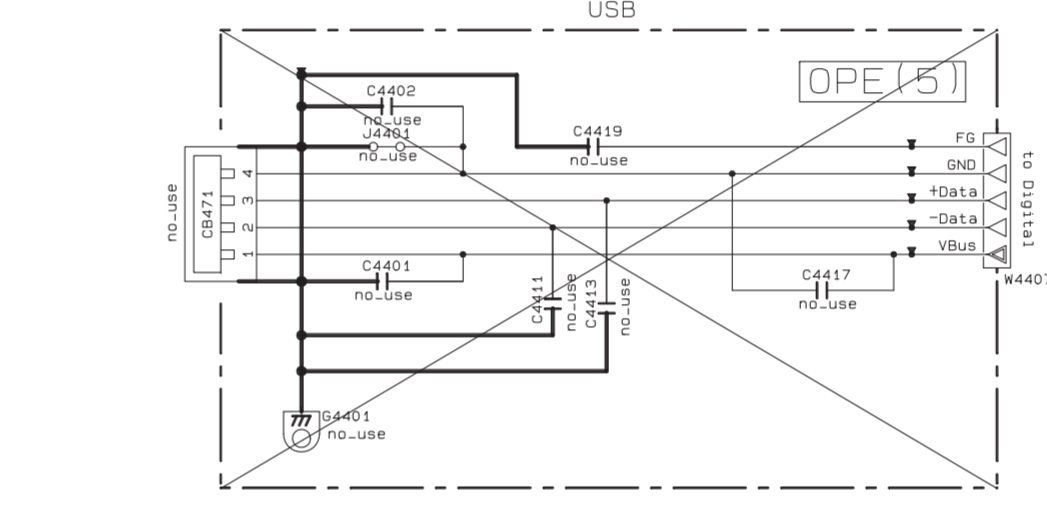 USB
OPE(5)
C4402
no_use
J4401
no_use
C4419
no_use
FG
GND
+Data
-Data
VBus
to Digital
W4407
no_use
CB471
4
3
2
1
C4401
no_use
C4411
no_use
C4413
no_use
C4417
no_use
G4401
no_use